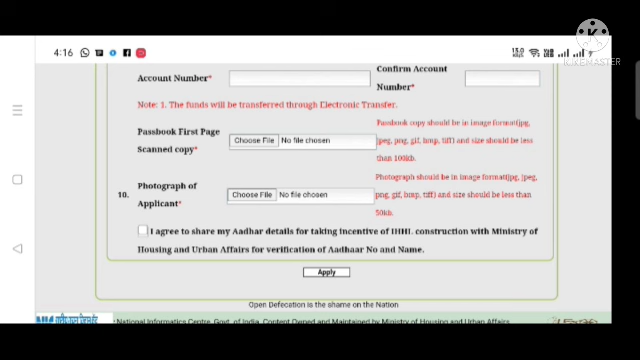 4:16
15.0 KB/S
KINEMASTER
Account Number*
Confirm Account
Number*
Note: 1. The funds will be transferred through Electronic Transfer.
Passbook First Page
Scanned copy*
Choose File No file chosen
Passbook copy should be in image format(jpg,
jpeg, png, gif, bmp, tiff) and size should be less
than 100kb.
10. Photograph of
Applicant*
Choose File No file chosen
Photograph should be in image format(jpg, jpeg,
png, gif, bmp, tiff) and size should be less than
50kb.
I agree to share my Aadhar details for taking incentive of IHHL construction with Ministry of
Housing and Urban Affairs for verification of Aadhaar No and Name.
Apply
Open Defecation is the shame on the Nation
National Informatics Centre, Govt. of India, Content Owned and Maintained by Ministry of Housing and Urban Affairs